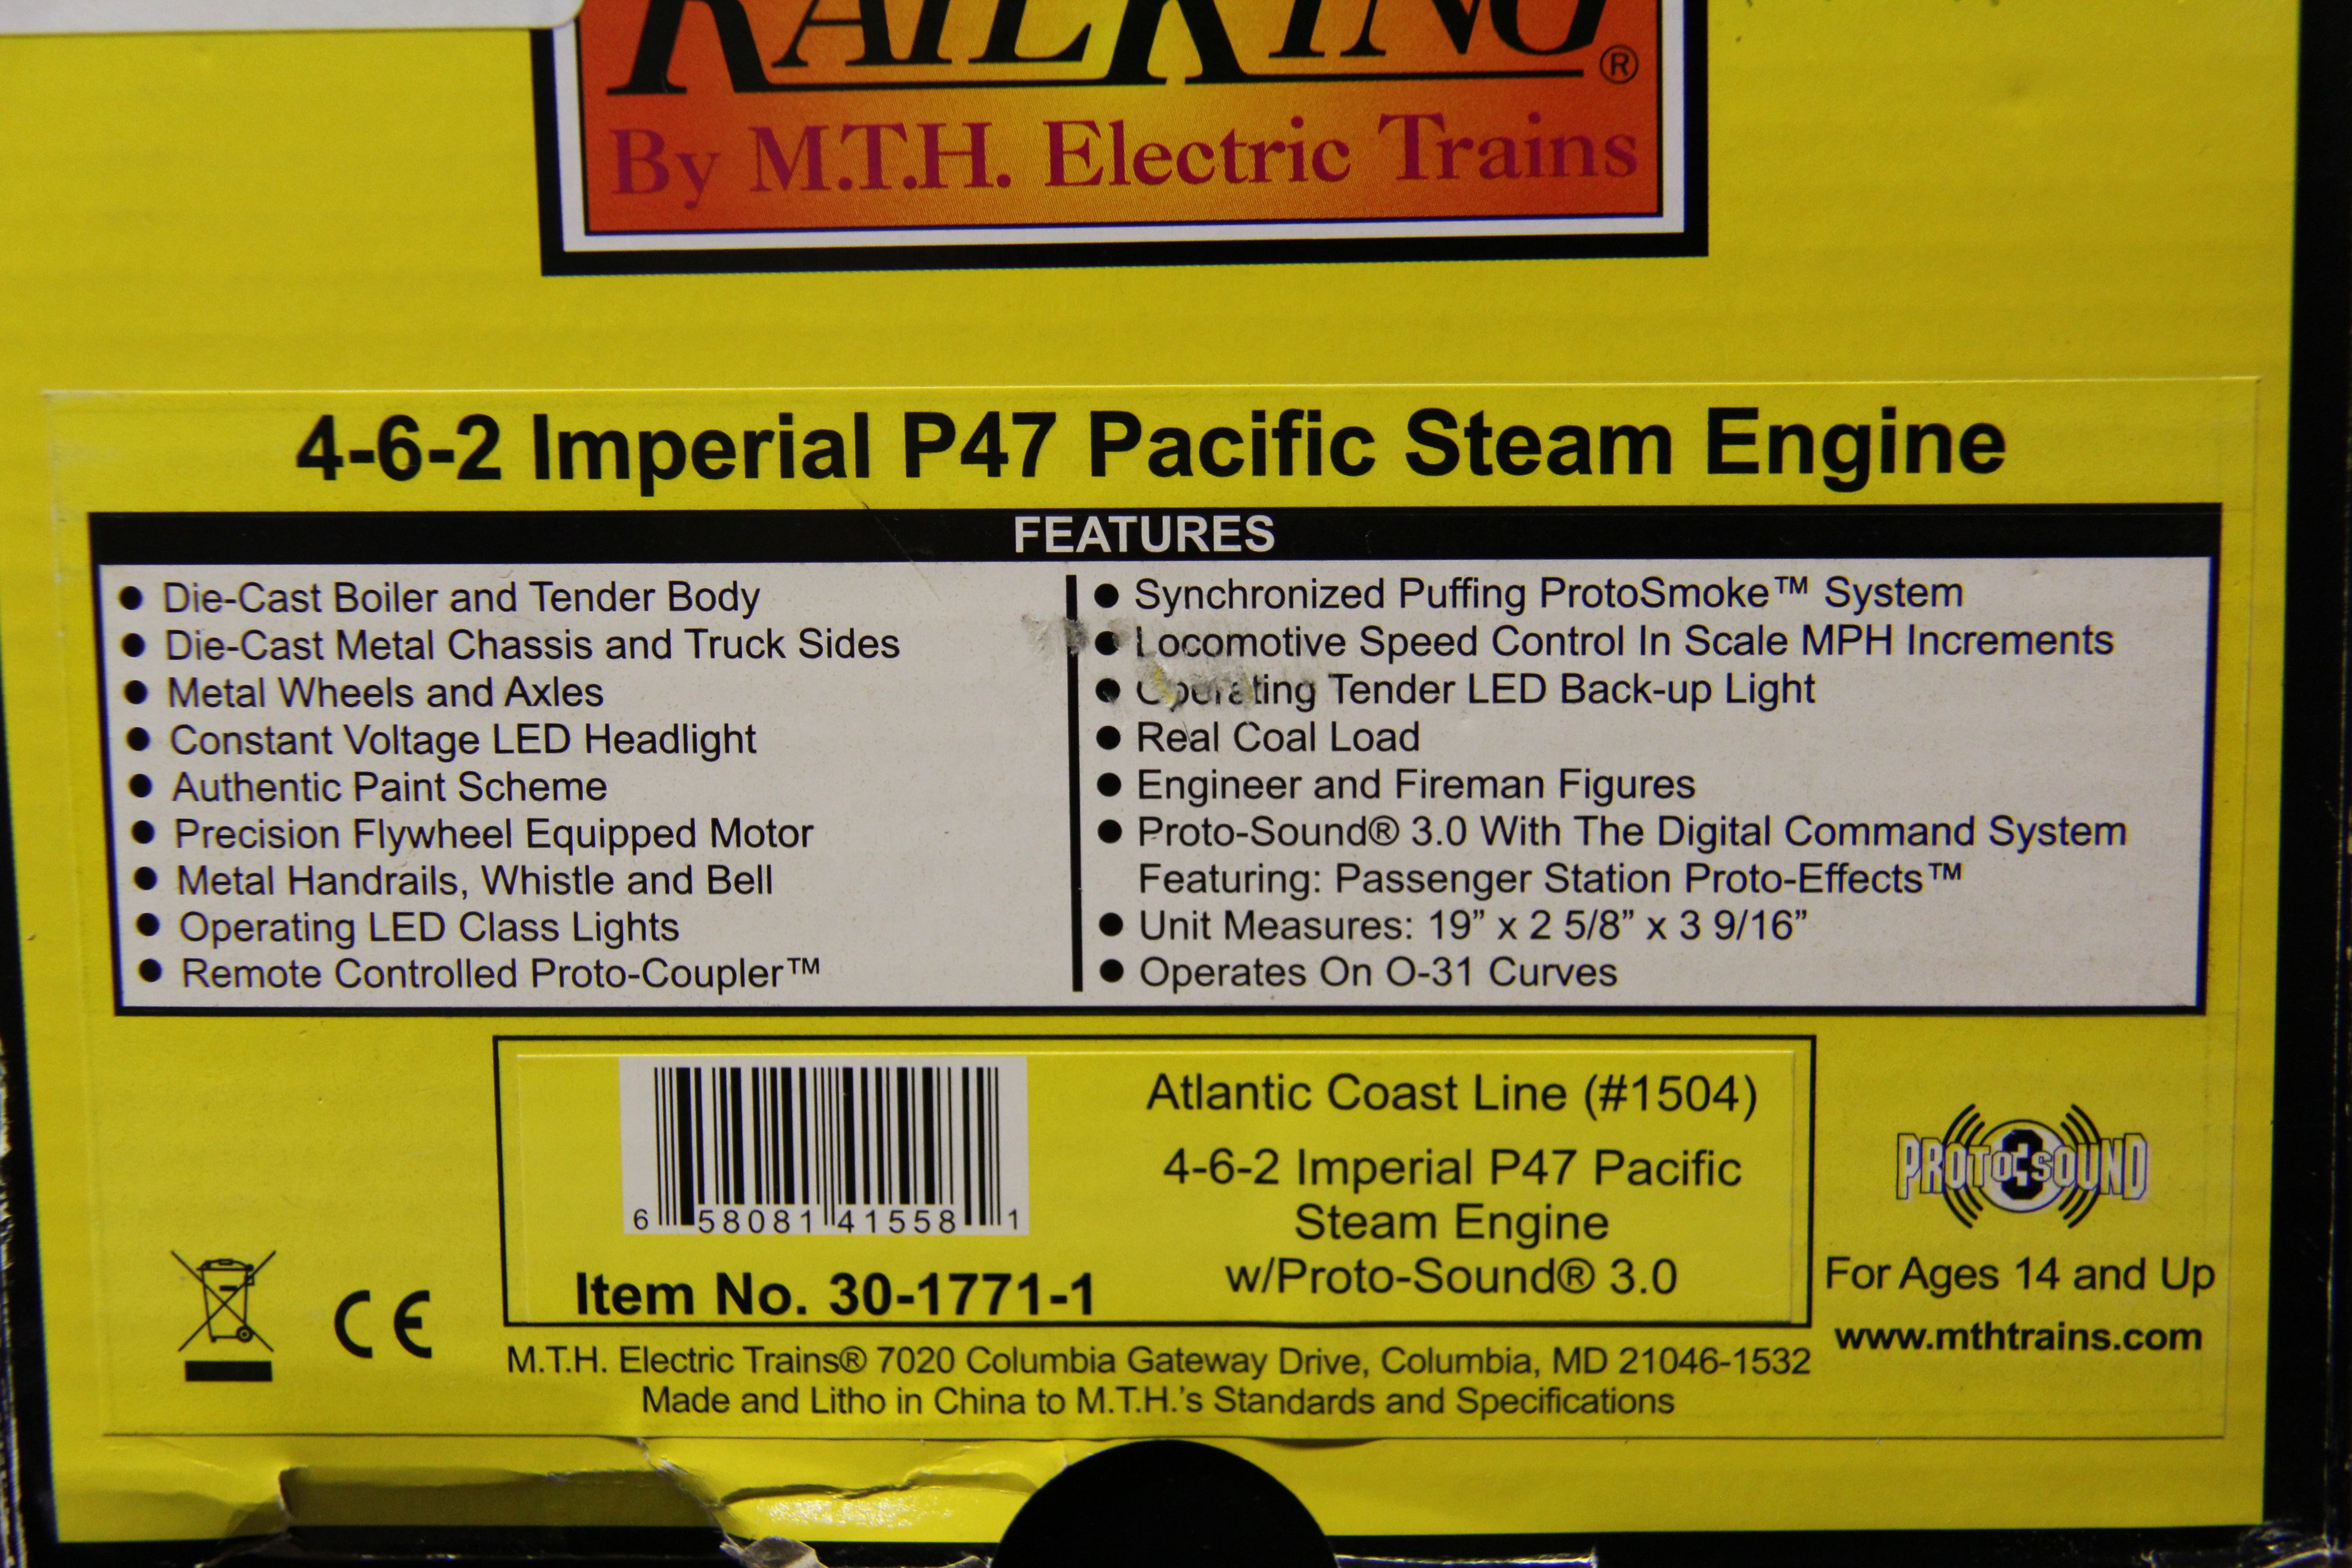 RAILKING®
By M.T.H. Electric Trains
4-6-2 Imperial P47 Pacific Steam Engine
FEATURES
● Die-Cast Boiler and Tender Body
● Die-Cast Metal Chassis and Truck Sides
● Metal Wheels and Axles
● Constant Voltage LED Headlight
● Authentic Paint Scheme
● Precision Flywheel Equipped Motor
● Metal Handrails, Whistle and Bell
● Operating LED Class Lights
● Remote Controlled Proto-Coupler™
● Synchronized Puffing ProtoSmoke™ System
● Locomotive Speed Control In Scale MPH Increments
● Operating Tender LED Back-up Light
● Real Coal Load
● Engineer and Fireman Figures
● Proto-Sound® 3.0 With The Digital Command System
Featuring: Passenger Station Proto-Effects™
● Unit Measures: 19” x 2 5/8” x 3 9/16”
● Operates On O-31 Curves
6 58081 41558 1
Item No. 30-1771-1
Atlantic Coast Line (#1504)
4-6-2 Imperial P47 Pacific
Steam Engine
w/Proto-Sound® 3.0
PROTO 3 SOUND
For Ages 14 and Up
www.mthtrains.com
CE
M.T.H. Electric Trains® 7020 Columbia Gateway Drive, Columbia, MD 21046-1532
Made and Litho in China to M.T.H.’s Standards and Specifications